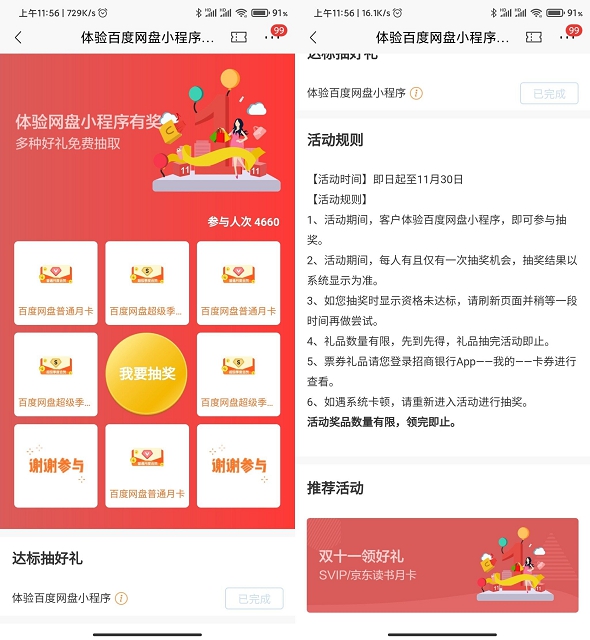 上午11:56 | 729K/s
91%
体验百度网盘小程序...
99
体验网盘小程序有奖
多种好礼免费抽取
11
11
参与人次 4660
百度网盘普通月卡
百度网盘超级季...
百度网盘普通月卡
百度网盘超级季...
我要抽奖
百度网盘超级季...
谢谢参与
百度网盘普通月卡
谢谢参与
达标抽好礼
体验百度网盘小程序
已完成
上午11:56 | 16.1K/s
91%
体验百度网盘小程序...
99
达标抽好礼
体验百度网盘小程序
已完成
活动规则
【活动时间】即日起至11月30日
【活动规则】
1、活动期间，客户体验百度网盘小程序，即可参与抽
奖。
2、活动期间，每人有且仅有一次抽奖机会，抽奖结果以
系统显示为准。
3、如您抽奖时显示资格未达标，请刷新页面并稍等一段
时间再做尝试。
4、礼品数量有限，先到先得，礼品抽完活动即止。
5、票券礼品请您登录招商银行App——我的——卡券进行
查看。
6、如遇系统卡顿，请重新进入活动进行抽奖。
活动奖品数量有限，领完即止。
推荐活动
双十一领好礼
SVIP/京东读书月卡
11
11